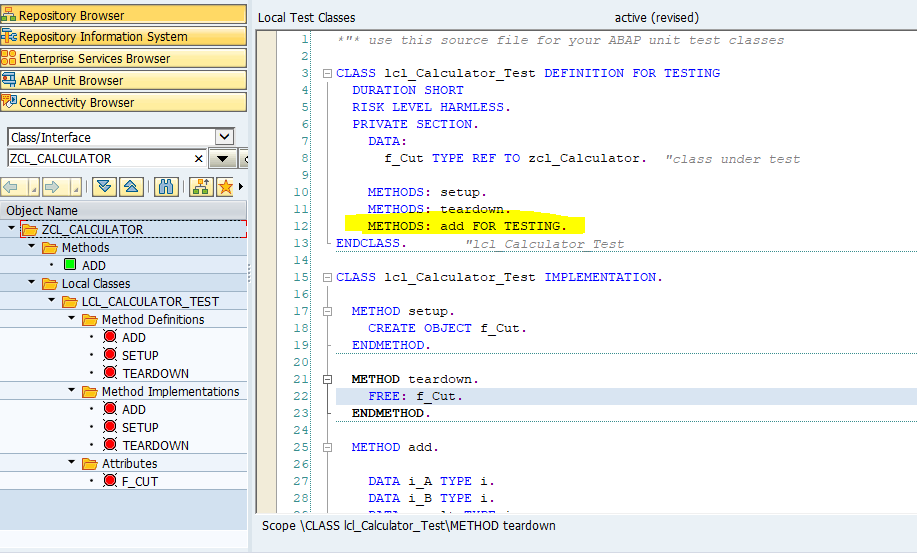 Repository Browser
Repository Information System
Enterprise Services Browser
ABAP Unit Browser
Connectivity Browser
Class/Interface
ZCL_CALCULATOR
Object Name
ZCL_CALCULATOR
Methods
ADD
Local Classes
LCL_CALCULATOR_TEST
Method Definitions
ADD
SETUP
TEARDOWN
Method Implementations
ADD
SETUP
TEARDOWN
Attributes
F_CUT
Local Test Classes active (revised)
1 *"* use this source file for your ABAP unit test classes
2
3 CLASS lcl_Calculator_Test DEFINITION FOR TESTING
4 DURATION SHORT
5 RISK LEVEL HARMLESS.
6 PRIVATE SECTION.
7 DATA:
8 f_Cut TYPE REF TO zcl_Calculator. "class under test
9
10 METHODS: setup.
11 METHODS: teardown.
12 METHODS: add FOR TESTING.
13 ENDCLASS. "lcl_Calculator_Test
14
15 CLASS lcl_Calculator_Test IMPLEMENTATION.
16
17 METHOD setup.
18 CREATE OBJECT f_Cut.
19 ENDMETHOD.
20
21 METHOD teardown.
22 FREE: f_Cut.
23 ENDMETHOD.
24
25 METHOD add.
26
27 DATA i_A TYPE i.
28 DATA i_B TYPE i.
Scope \CLASS lcl_Calculator_Test\METHOD teardown